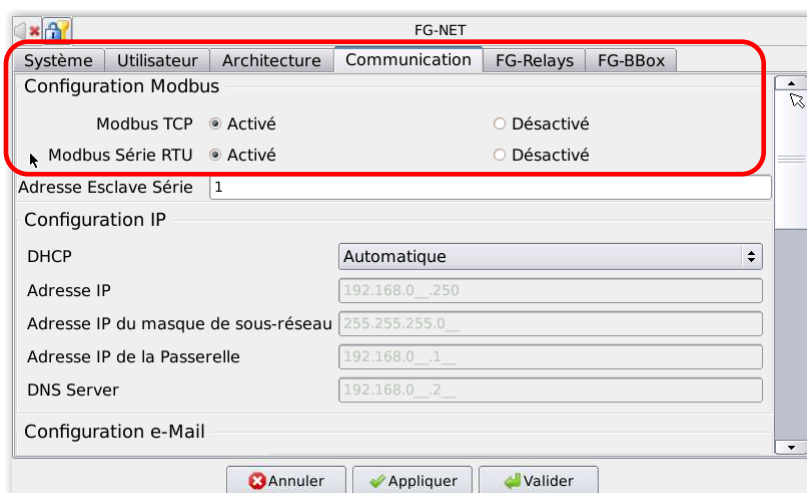 FG-NET
Système Utilisateur Architecture Communication FG-Relays FG-BBox
Configuration Modbus
Modbus TCP Activé Désactivé
Modbus Série RTU Activé Désactivé
Adresse Esclave Série 1
Configuration IP
DHCP Automatique
Adresse IP 192.168.0__.250
Adresse IP du masque de sous-réseau 255.255.255.0__
Adresse IP de la Passerelle 192.168.0__.1__
DNS Server 192.168.0__.2__
Configuration e-Mail
Annuler Appliquer Valider